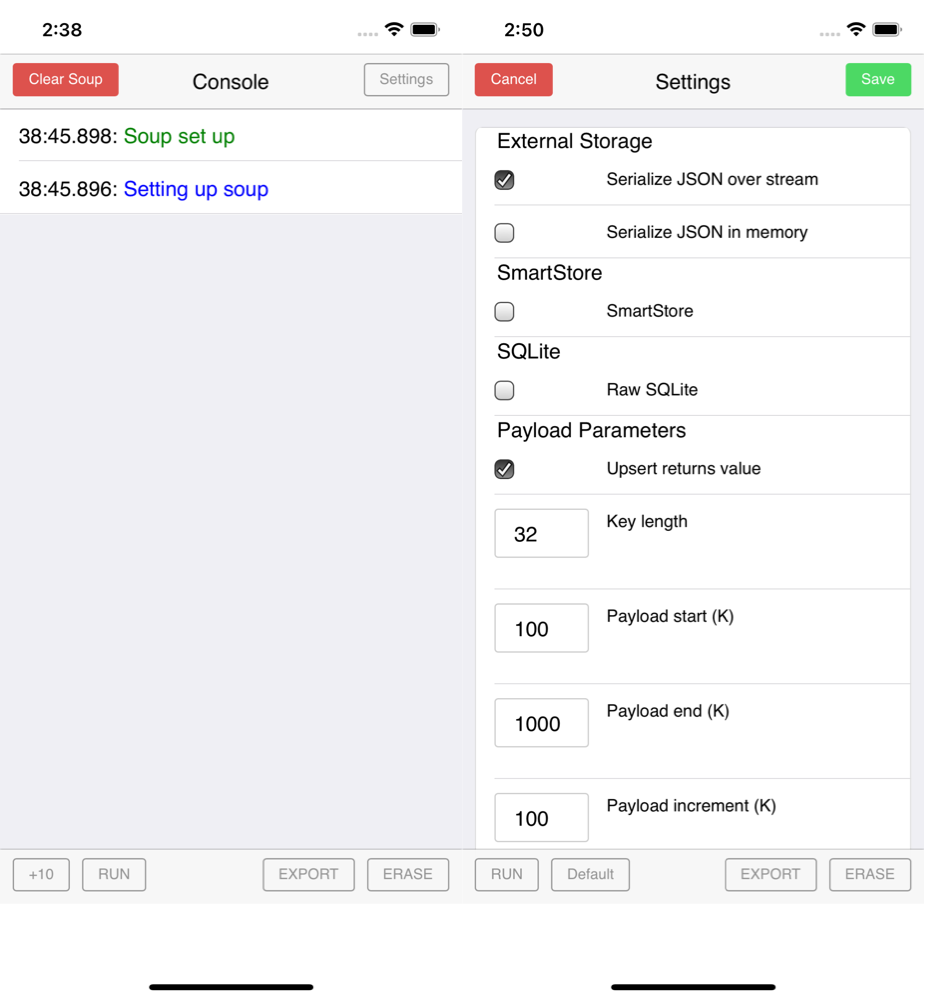 2:38
Clear Soup Console Settings
38:45.898: Soup set up
38:45.896: Setting up soup
+10 RUN EXPORT ERASE
2:50
Cancel Settings Save
External Storage
Serialize JSON over stream
Serialize JSON in memory
SmartStore
SmartStore
SQLite
Raw SQLite
Payload Parameters
Upsert returns value
32 Key length
100 Payload start (K)
1000 Payload end (K)
100 Payload increment (K)
RUN Default EXPORT ERASE